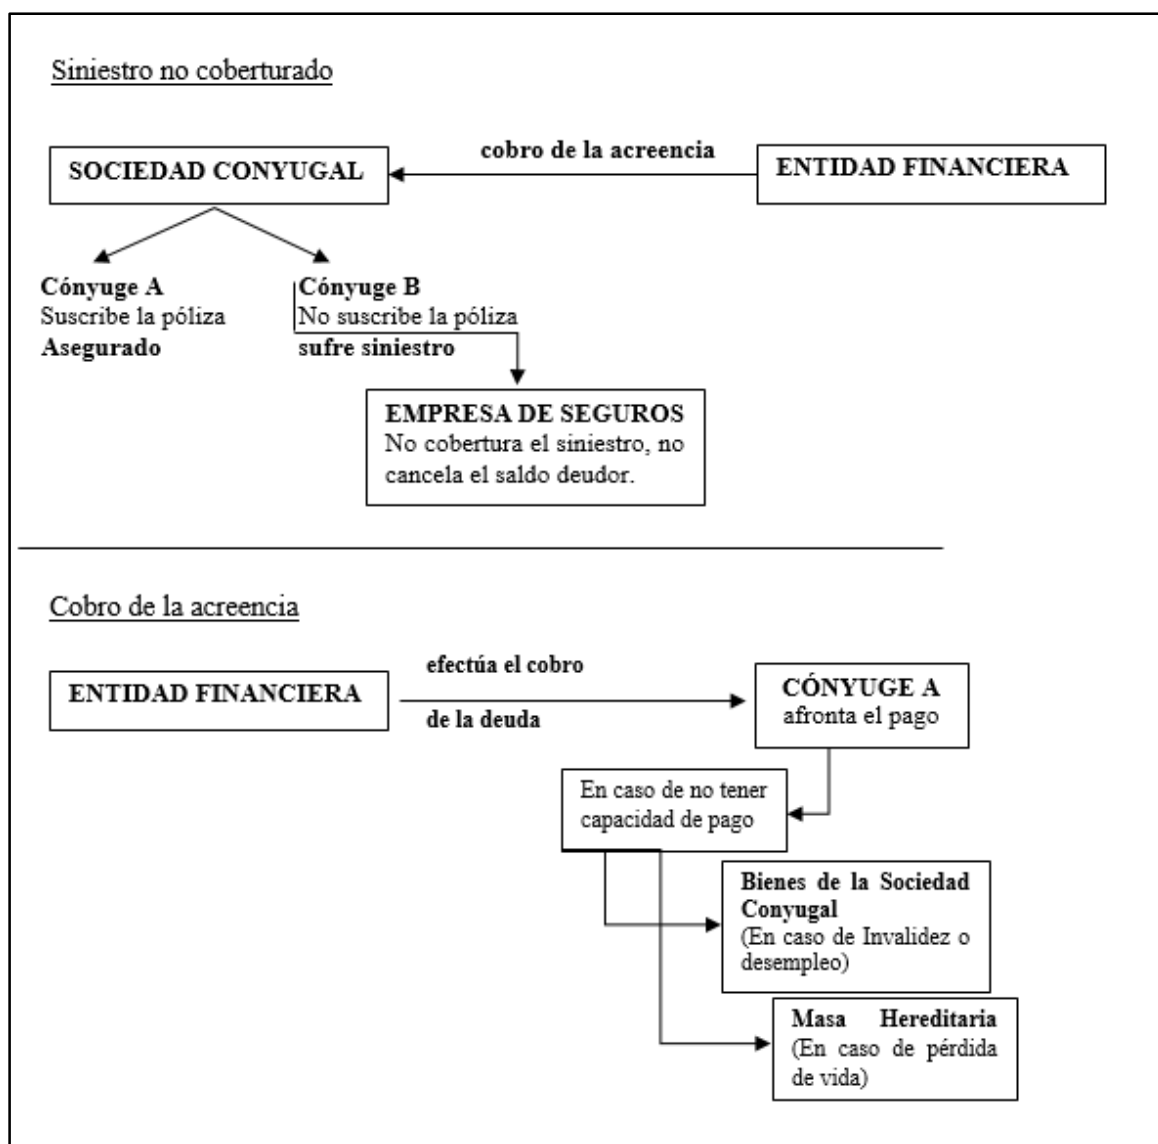 Siniestro no coberturado
cobro de la acreencia
SOCIEDAD CONYUGAL
ENTIDAD FINANCIERA
Cónyuge A
Suscribe la póliza
Asegurado
Cónyuge B
No suscribe la póliza
sufre siniestro
EMPRESA DE SEGUROS
No cobertura el siniestro, no
cancela el saldo deudor.
Cobro de la acreencia
ENTIDAD FINANCIERA
efectúa el cobro
de la deuda
CÓNYUGE A
afronta el pago
En caso de no tener
capacidad de pago
Bienes de la Sociedad
Conyugal
(En caso de Invalidez o
desempleo)
Masa Hereditaria
(En caso de pérdida
de vida)